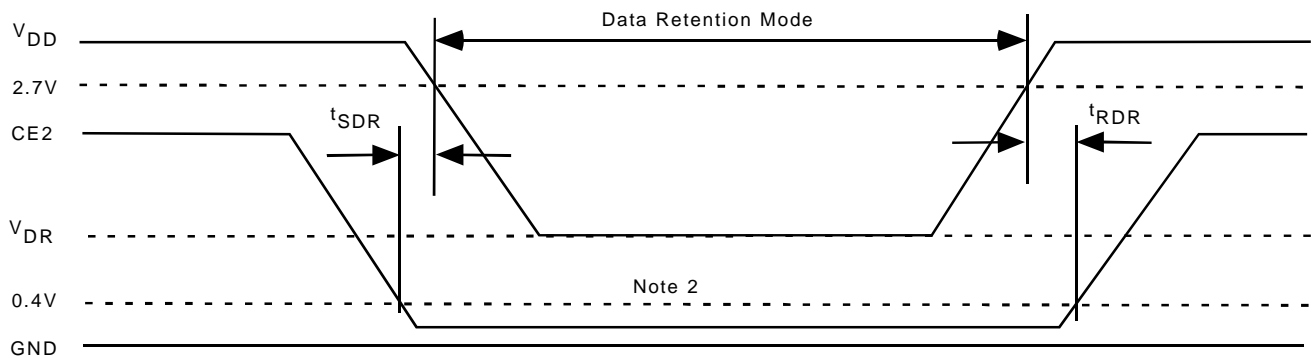 Data Retention Mode
VDD
2.7V
tSDR
tRDR
CE2
VDR
Note 2
0.4V
GND